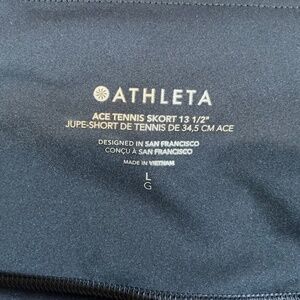 ATHLETA
ACE TENNIS SKORT 13 1/2"
JUPE-SHORT DE TENNIS DE 34,5 CM ACE
DESIGNED IN SAN FRANCISCO
CONÇU À SAN FRANCISCO
MADE IN VIETNAM
L
G